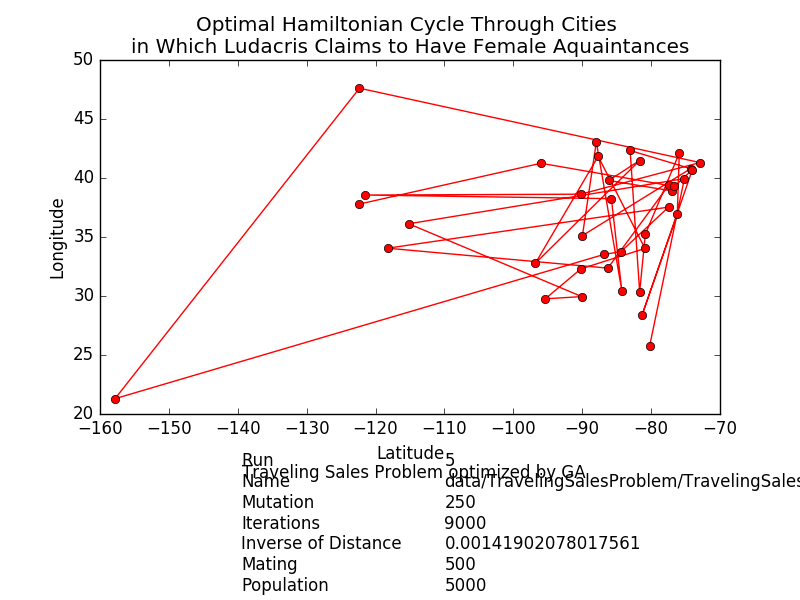 Optimal Hamiltonian Cycle Through Cities
in Which Ludacris Claims to Have Female Aquaintances
50
45
40
35
30
25
20
Longitude
−160 −150 −140 −130 −120 −110 −100 −90 −80 −70
Latitude
Run 5
Traveling Sales Problem optimized by GA
Name data/TravelingSalesProblem/TravelingSales
Mutation 250
Iterations 9000
Inverse of Distance 0.00141902078017561
Mating 500
Population 5000